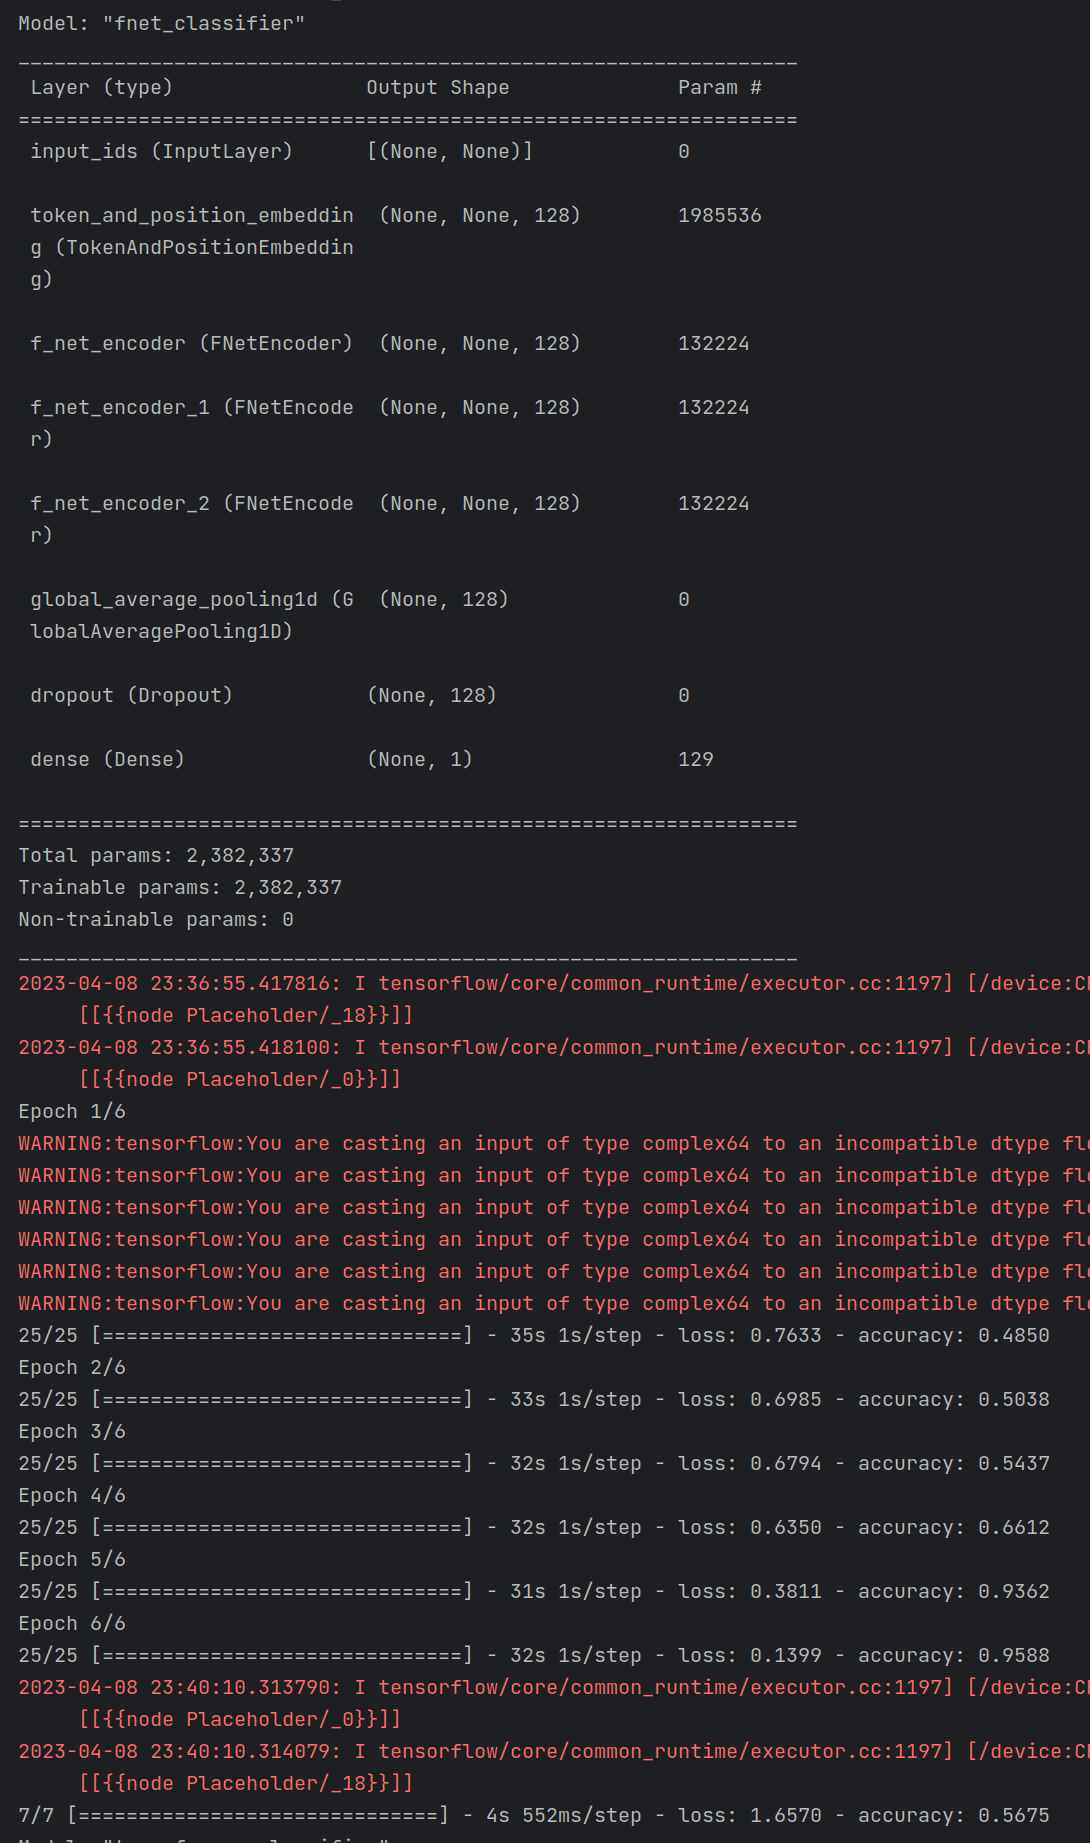 Model: "fnet_classifier"
_________________________________________________________________
Layer (type) Output Shape Param #
=================================================================
input_ids (InputLayer) [(None, None)] 0
token_and_position_embeddin (None, None, 128) 1985536
g (TokenAndPositionEmbeddin
g)
f_net_encoder (FNetEncoder) (None, None, 128) 132224
f_net_encoder_1 (FNetEncode (None, None, 128) 132224
r)
f_net_encoder_2 (FNetEncode (None, None, 128) 132224
r)
global_average_pooling1d (G (None, 128) 0
lobalAveragePooling1D)
dropout (Dropout) (None, 128) 0
dense (Dense) (None, 1) 129
=================================================================
Total params: 2,382,337
Trainable params: 2,382,337
Non-trainable params: 0
_________________________________________________________________
2023-04-08 23:36:55.417816: I tensorflow/core/common_runtime/executor.cc:1197] [/device:C
[[{{node Placeholder/_18}}]]
2023-04-08 23:36:55.418100: I tensorflow/core/common_runtime/executor.cc:1197] [/device:C
[[{{node Placeholder/_0}}]]
Epoch 1/6
WARNING:tensorflow:You are casting an input of type complex64 to an incompatible dtype fl
WARNING:tensorflow:You are casting an input of type complex64 to an incompatible dtype fl
WARNING:tensorflow:You are casting an input of type complex64 to an incompatible dtype fl
WARNING:tensorflow:You are casting an input of type complex64 to an incompatible dtype fl
WARNING:tensorflow:You are casting an input of type complex64 to an incompatible dtype fl
WARNING:tensorflow:You are casting an input of type complex64 to an incompatible dtype fl
25/25 [==============================] - 35s 1s/step - loss: 0.7633 - accuracy: 0.4850
Epoch 2/6
25/25 [==============================] - 33s 1s/step - loss: 0.6985 - accuracy: 0.5038
Epoch 3/6
25/25 [==============================] - 32s 1s/step - loss: 0.6794 - accuracy: 0.5437
Epoch 4/6
25/25 [==============================] - 32s 1s/step - loss: 0.6350 - accuracy: 0.6612
Epoch 5/6
25/25 [==============================] - 31s 1s/step - loss: 0.3811 - accuracy: 0.9362
Epoch 6/6
25/25 [==============================] - 32s 1s/step - loss: 0.1399 - accuracy: 0.9588
2023-04-08 23:40:10.313790: I tensorflow/core/common_runtime/executor.cc:1197] [/device:C
[[{{node Placeholder/_0}}]]
2023-04-08 23:40:10.314079: I tensorflow/core/common_runtime/executor.cc:1197] [/device:C
[[{{node Placeholder/_18}}]]
7/7 [==============================] - 4s 552ms/step - loss: 1.6570 - accuracy: 0.5675